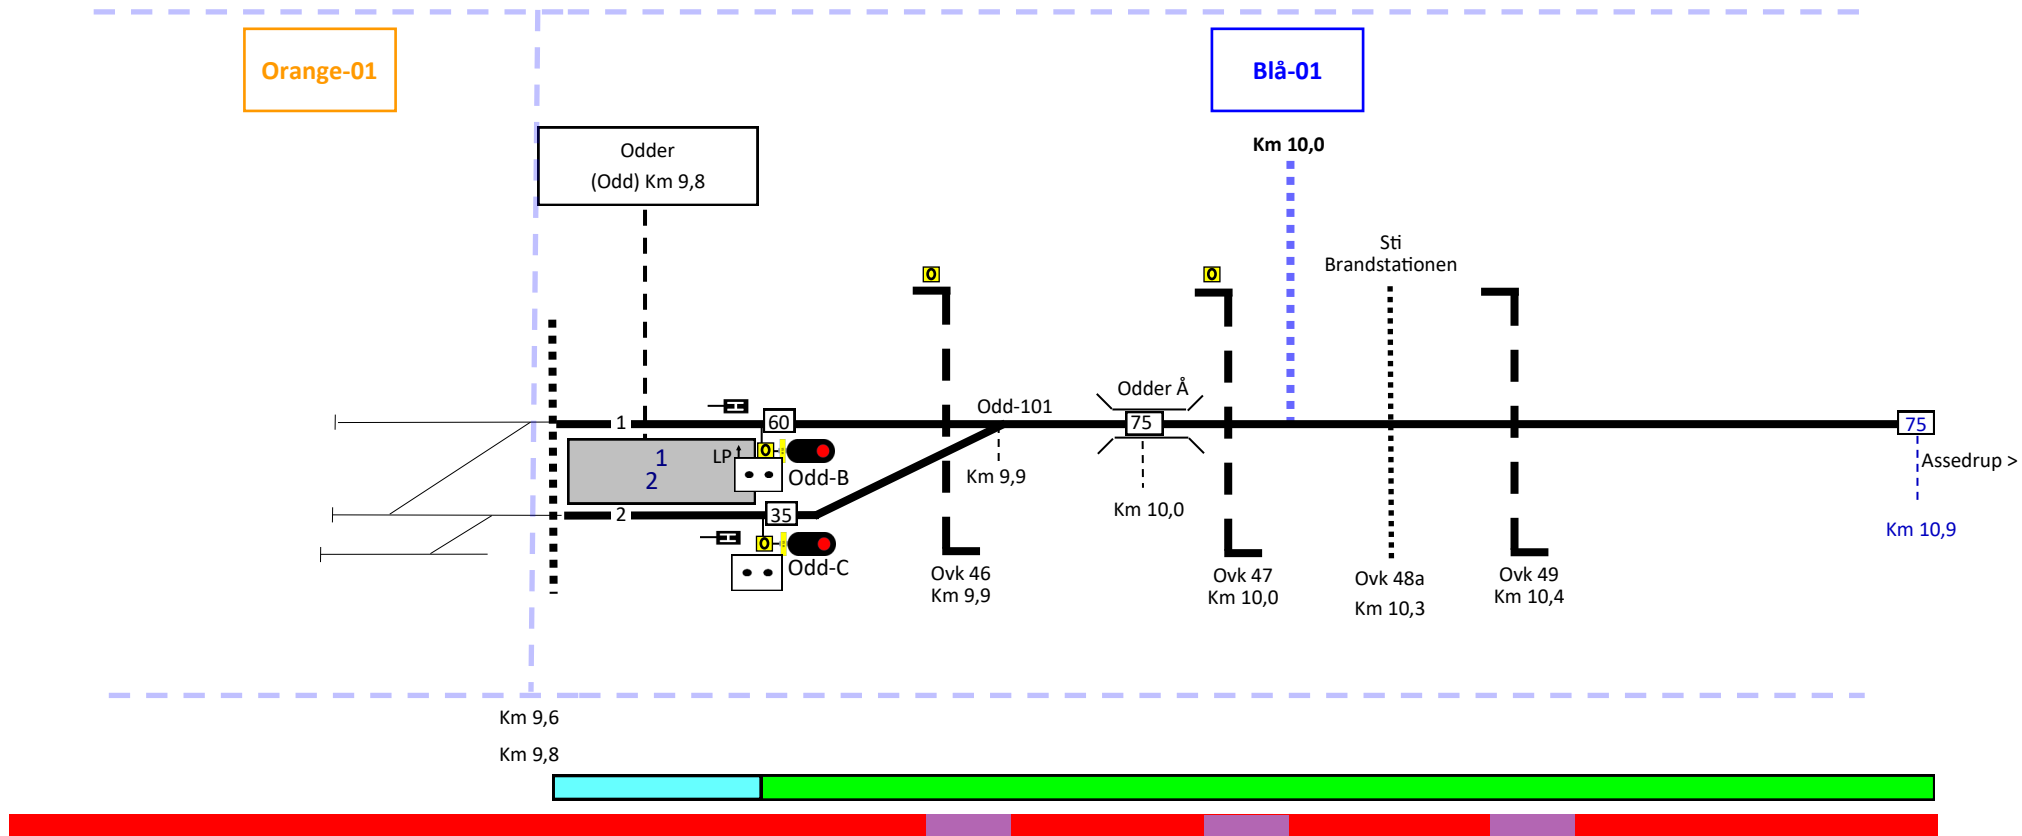 Orange-01
Blå-01
Odder
(Odd) Km 9,8
Km 10,0
Sti
Brandstationen
0
0
Odder Å
Odd-101
1
60
75
75
1
2
LP
0
Odd-B
Km 9,9
Assedrup >
Km 10,0
2
35
Km 10,9
0
Odd-C
Ovk 46
Km 9,9
Ovk 47
Km 10,0
Ovk 48a
Km 10,3
Ovk 49
Km 10,4
Km 9,6
Km 9,8